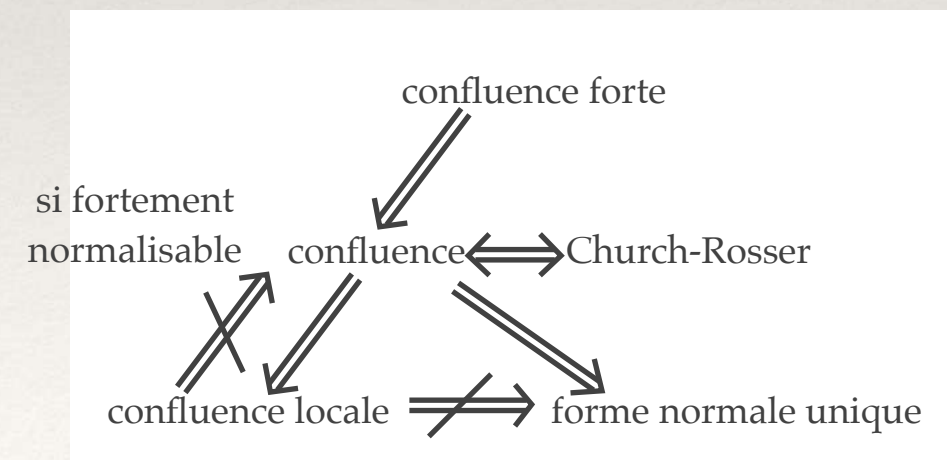 confluence forte
si fortement
normalisable
confluence
Church-Rosser
confluence locale
forme normale unique